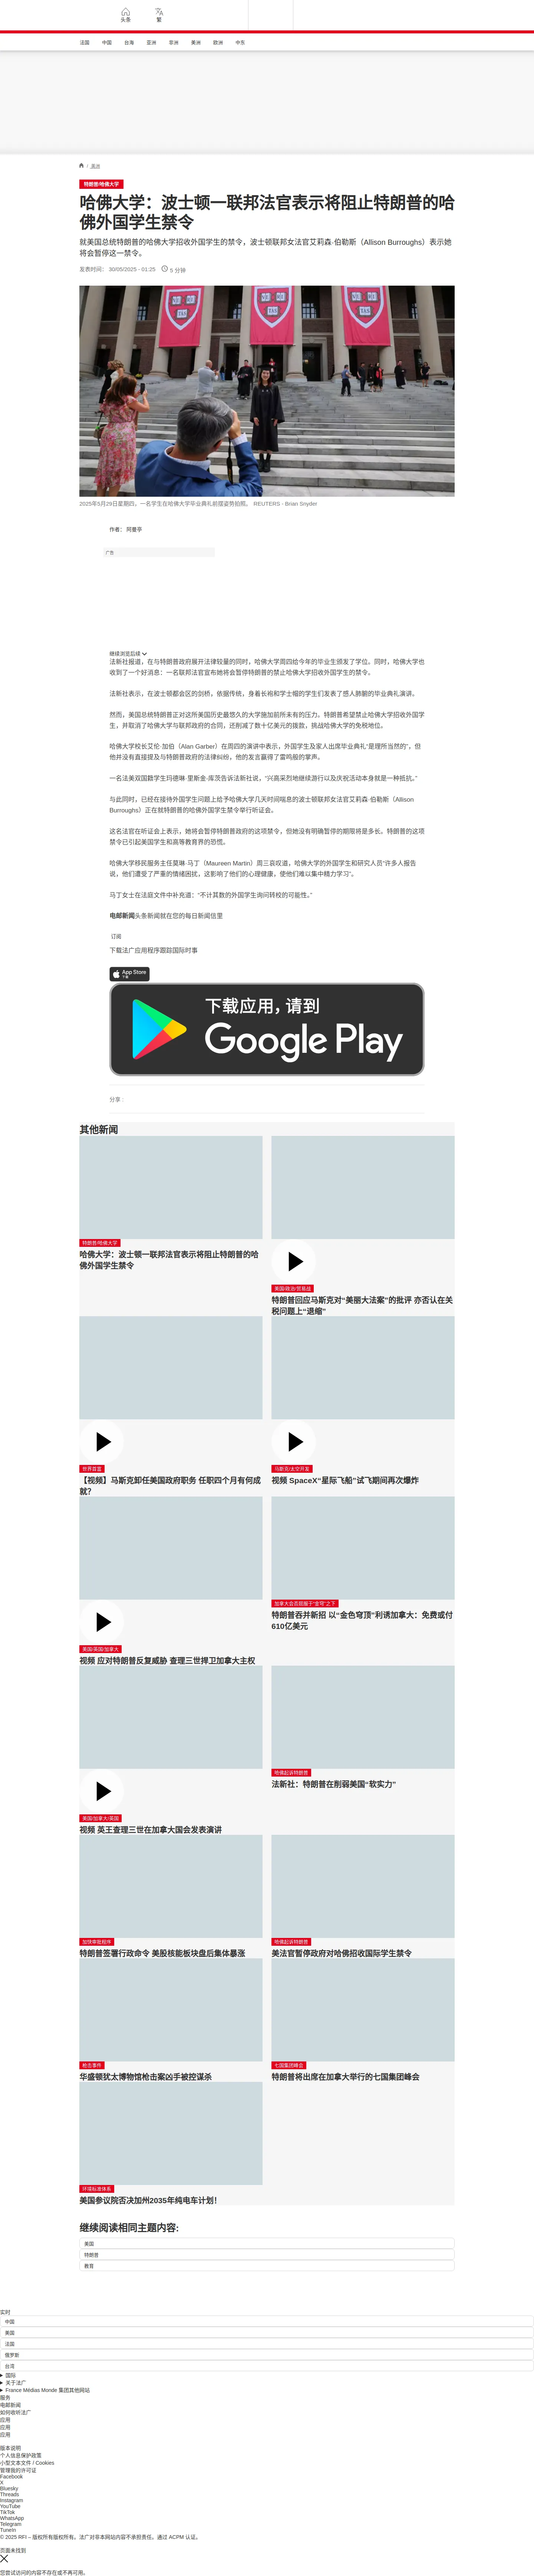 头条
繁
法国
中国
台海
亚洲
非洲
美洲
欧洲
中东
/ 美洲
特朗普/哈佛大学
哈佛大学：波士顿一联邦法官表示将阻止特朗普的哈
佛外国学生禁令
就美国总统特朗普的哈佛大学招收外国学生的禁令，波士顿联邦女法官艾莉森·伯勒斯（Allison Burroughs）表示她
将会暂停这一禁令。
发表时间： 30/05/2025 - 01:25 5 分钟
2025年5月29日星期四，一名学生在哈佛大学毕业典礼前摆姿势拍照。 REUTERS - Brian Snyder
作者： 阿曼亭
广告
继续浏览后续
法新社报道，在与特朗普政府展开法律较量的同时，哈佛大学周四给今年的毕业生颁发了学位。同时，哈佛大学也
收到了一个好消息：一名联邦法官宣布她将会暂停特朗普的禁止哈佛大学招收外国学生的禁令。
法新社表示，在波士顿都会区的剑桥，依据传统，身着长袍和学士帽的学生们发表了感人肺腑的毕业典礼演讲。
然而，美国总统特朗普正对这所美国历史最悠久的大学施加前所未有的压力。特朗普希望禁止哈佛大学招收外国学
生，并取消了哈佛大学与联邦政府的合同，还削减了数十亿美元的拨款，挑战哈佛大学的免税地位。
哈佛大学校长艾伦·加伯（Alan Garber）在周四的演讲中表示，外国学生及家人出席毕业典礼“是理所当然的”，但
他并没有直接提及与特朗普政府的法律纠纷，他的发言赢得了雷鸣般的掌声。
一名法美双国籍学生玛德琳·里斯金-库茨告诉法新社说，“兴高采烈地继续游行以及庆祝活动本身就是一种抵抗。”
与此同时，已经在接待外国学生问题上给予哈佛大学几天时间喘息的波士顿联邦女法官艾莉森·伯勒斯（Allison
Burroughs）正在就特朗普的哈佛外国学生禁令举行听证会。
这名法官在听证会上表示，她将会暂停特朗普政府的这项禁令，但她没有明确暂停的期限将是多长。特朗普的这项
禁令已引起美国学生和高等教育界的恐慌。
哈佛大学移民服务主任莫琳·马丁（Maureen Martin）周三哀叹道，哈佛大学的外国学生和研究人员“许多人报告
说，他们遭受了严重的情绪困扰，这影响了他们的心理健康，使他们难以集中精力学习”。
马丁女士在法庭文件中补充道：“不计其数的外国学生询问转校的可能性。”
电邮新闻头条新闻就在您的每日新闻信里
订阅
下载法广应用程序跟踪国际时事
App Store
下载
下载应用，请到
Google Play
分享 :
其他新闻
特朗普/哈佛大学
哈佛大学：波士顿一联邦法官表示将阻止特朗普的哈
佛外国学生禁令
美国/政治/贸易战
特朗普回应马斯克对“美丽大法案”的批评 亦否认在关
税问题上“退缩”
世界首富
【视频】马斯克卸任美国政府职务 任职四个月有何成
就？
马斯克/太空开发
视频 SpaceX“星际飞船”试飞期间再次爆炸
美国/英国/加拿大
视频 应对特朗普反复威胁 查理三世捍卫加拿大主权
加拿大会否屈服于“金穹”之下
特朗普吞并新招 以“金色穹顶”利诱加拿大：免费或付
610亿美元
美国/加拿大/英国
视频 英王查理三世在加拿大国会发表演讲
哈佛起诉特朗普
法新社：特朗普在削弱美国“软实力”
加快审批程序
特朗普签署行政命令 美股核能板块盘后集体暴涨
哈佛起诉特朗普
美法官暂停政府对哈佛招收国际学生禁令
枪击事件
华盛顿犹太博物馆枪击案凶手被控谋杀
七国集团峰会
特朗普将出席在加拿大举行的七国集团峰会
环境标准体系
美国参议院否决加州2035年纯电车计划！
继续阅读相同主题内容:
美国
特朗普
教育
实时
中国
美国
法国
俄罗斯
台湾
国际
关于法广
France Médias Monde 集团其他网站
服务
电邮新闻
如何收听法广
应用
应用
应用
版本说明
个人信息保护政策
小型文本文件 / Cookies
管理我的许可证
Facebook
X
Bluesky
Threads
Instagram
YouTube
TikTok
WhatsApp
Telegram
TuneIn
© 2025 RFI – 版权所有版权所有。法广对非本网站内容不承担责任。通过 ACPM 认证。
页面未找到
您尝试访问的内容不存在或不再可用。